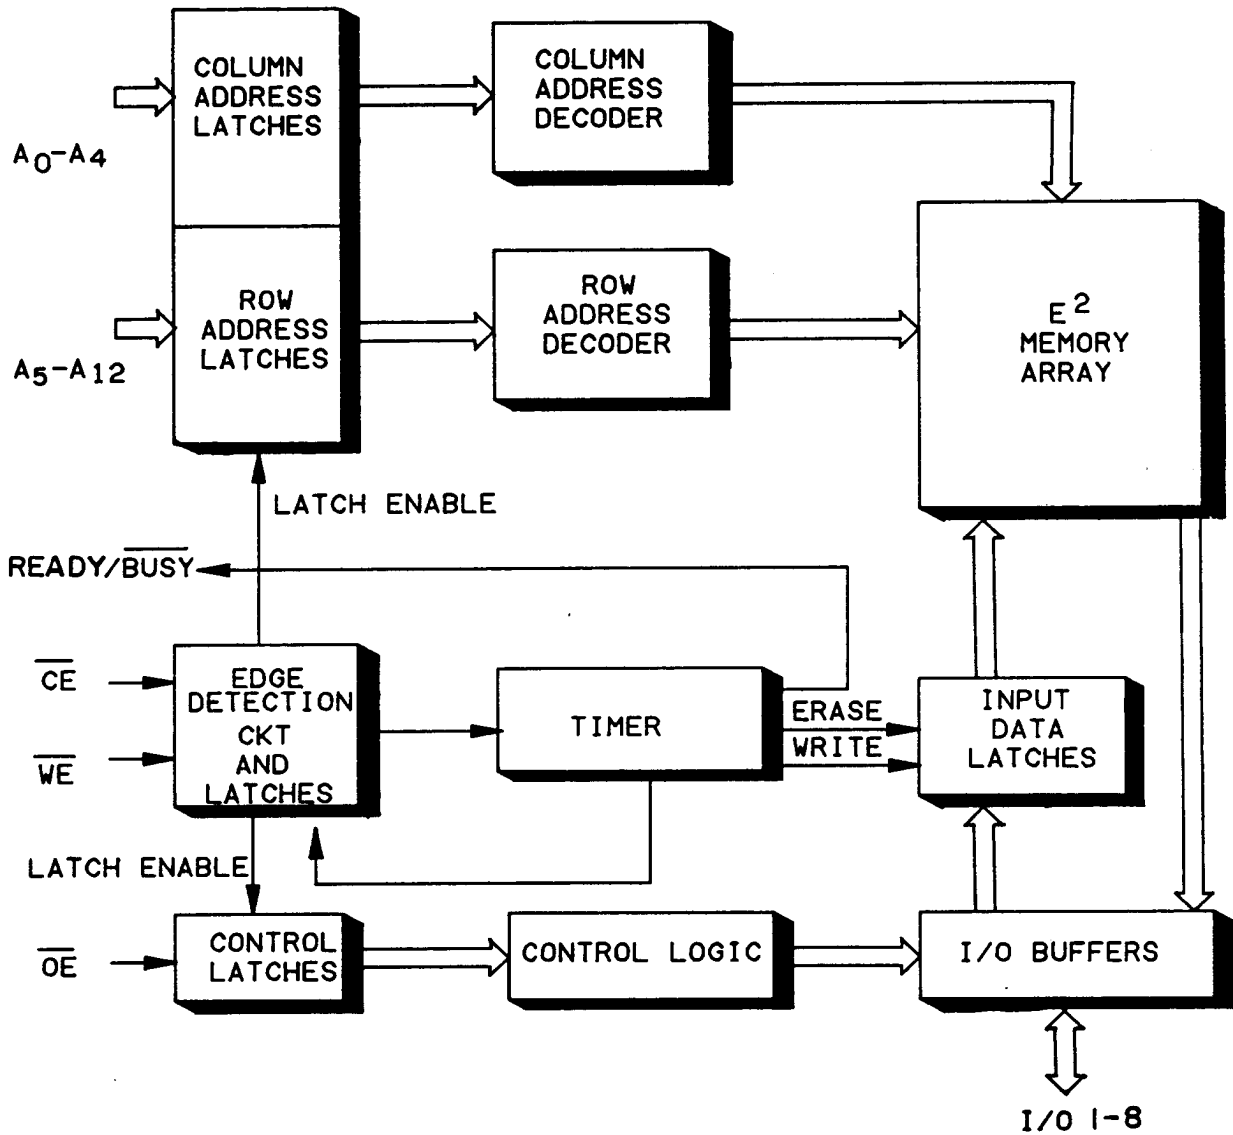 COLUMN
ADDRESS
LATCHES
COLUMN
ADDRESS
DECODER
A0-A4
ROW
ADDRESS
LATCHES
ROW
ADDRESS
DECODER
A5-A12
E2
MEMORY
ARRAY
LATCH ENABLE
READY/BUSY
CE
WE
EDGE
DETECTION
CKT
AND
LATCHES
TIMER
ERASE
WRITE
INPUT
DATA
LATCHES
LATCH ENABLE
OE
CONTROL
LATCHES
CONTROL LOGIC
I/O BUFFERS
I/O 1-8